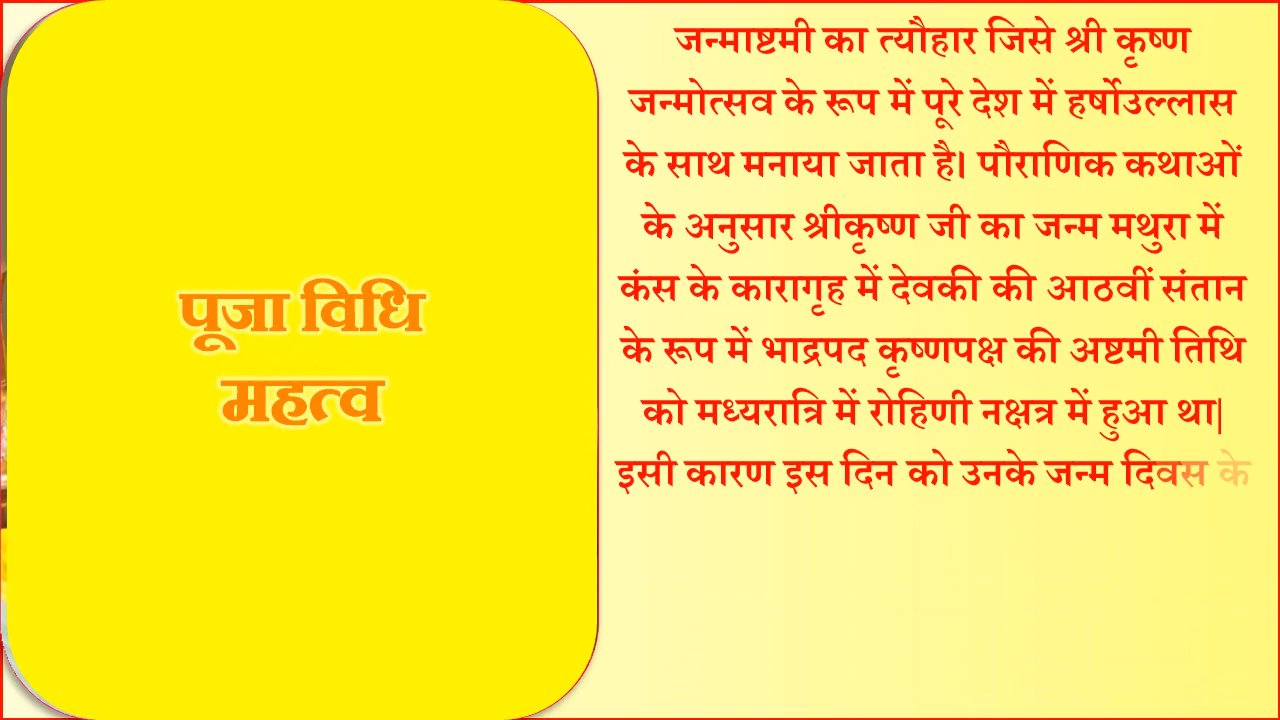 पूजा विधि
महत्व
जन्माष्टमी का त्यौहार जिसे श्री कृष्ण
जन्मोत्सव के रूप में पूरे देश में हर्षोउल्लास
के साथ मनाया जाता है। पौराणिक कथाओं
के अनुसार श्रीकृष्ण जी का जन्म मथुरा में
कंस के कारागृह में देवकी की आठवीं संतान
के रूप में भाद्रपद कृष्णपक्ष की अष्टमी तिथि
को मध्यरात्रि में रोहिणी नक्षत्र में हुआ था|
इसी कारण इस दिन को उनके जन्म दिवस के